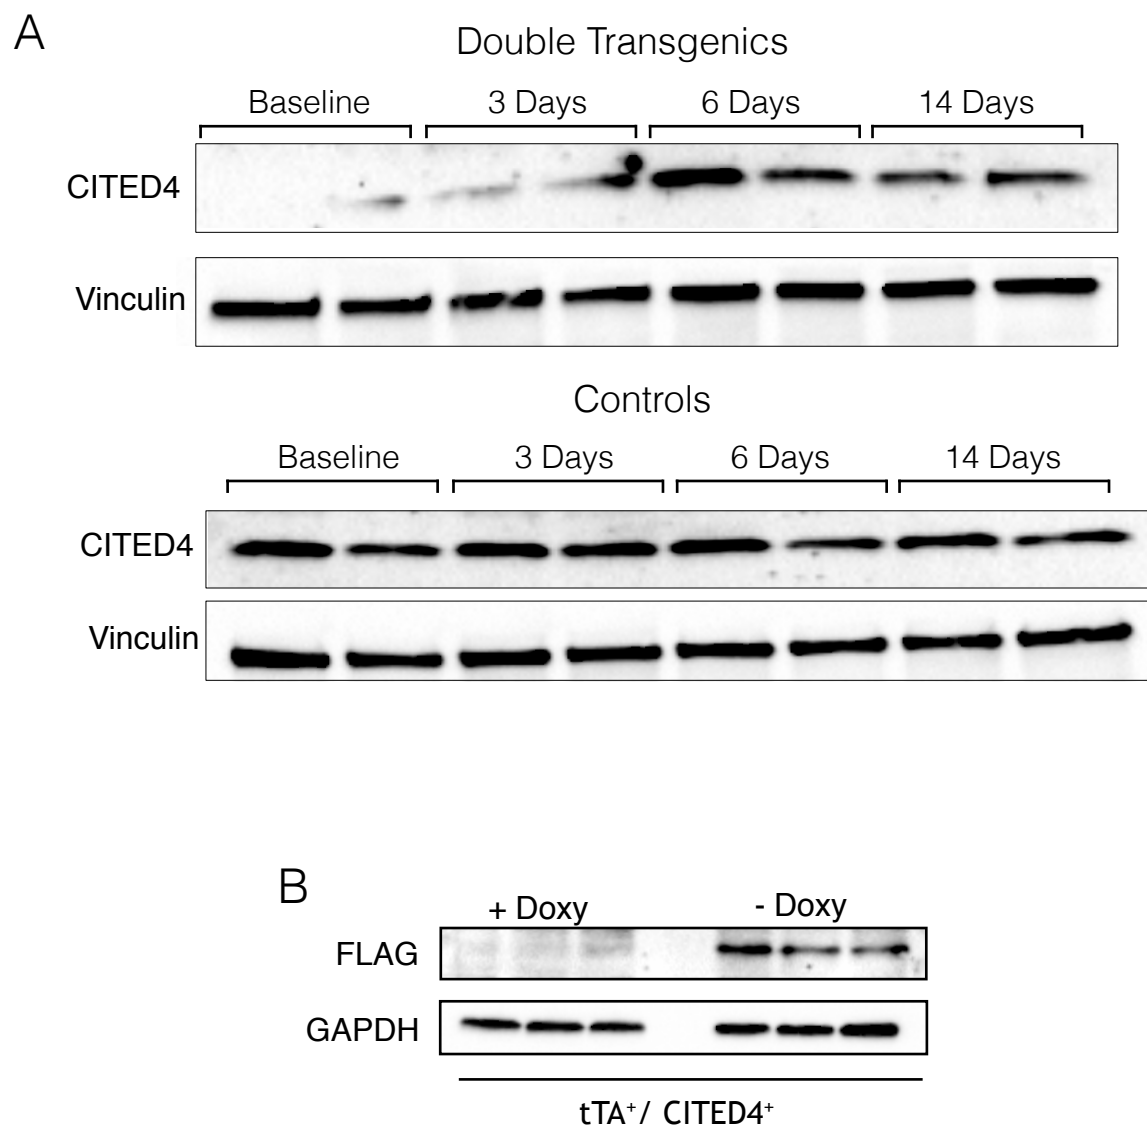 A
Double Transgenics
Baseline 3 Days 6 Days 14 Days
CITED4
Vinculin
Controls
Baseline 3 Days 6 Days 14 Days
CITED4
Vinculin
B
+ Doxy - Doxy
FLAG
GAPDH
tTA⁺/ CITED4⁺